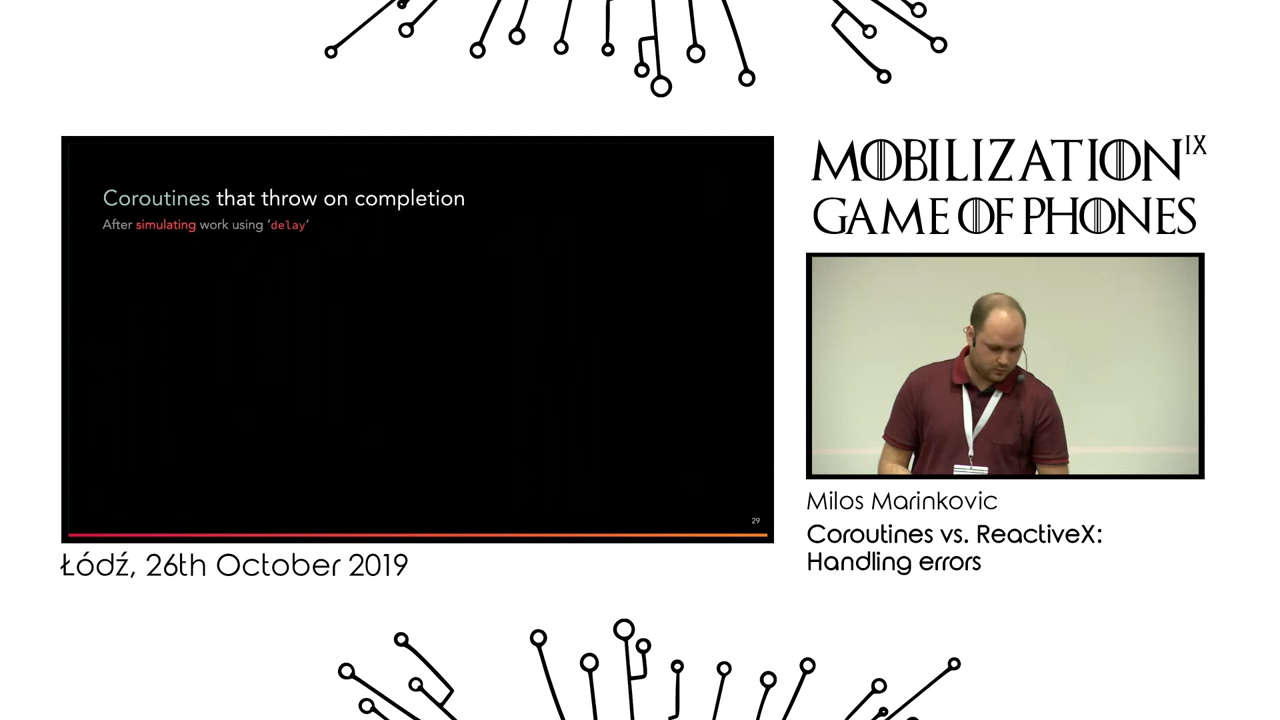 Coroutines that throw on completion
After simulating work using ‘delay’
29
Łódź, 26th October 2019
MOBILIZATION IX
GAME OF PHONES
Milos Marinkovic
Coroutines vs. ReactiveX:
Handling errors